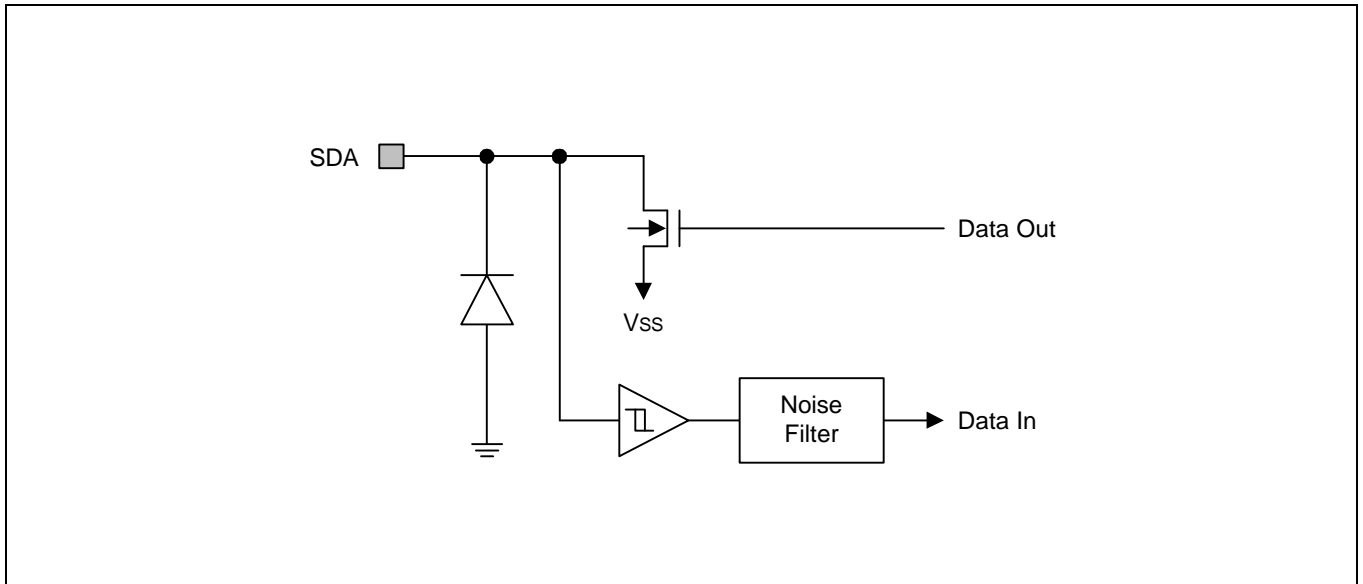 SDA
Data Out
Vss
Noise
Filter
Data In